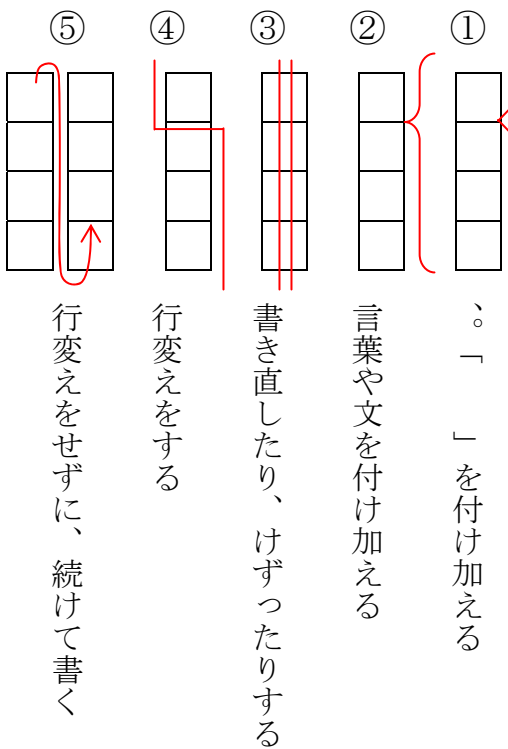 ①
、。「　」を付け加える
②
言葉や文を付け加える
③
書き直したり、けずったりする
④
行変えをする
⑤
行変えをせずに、続けて書く